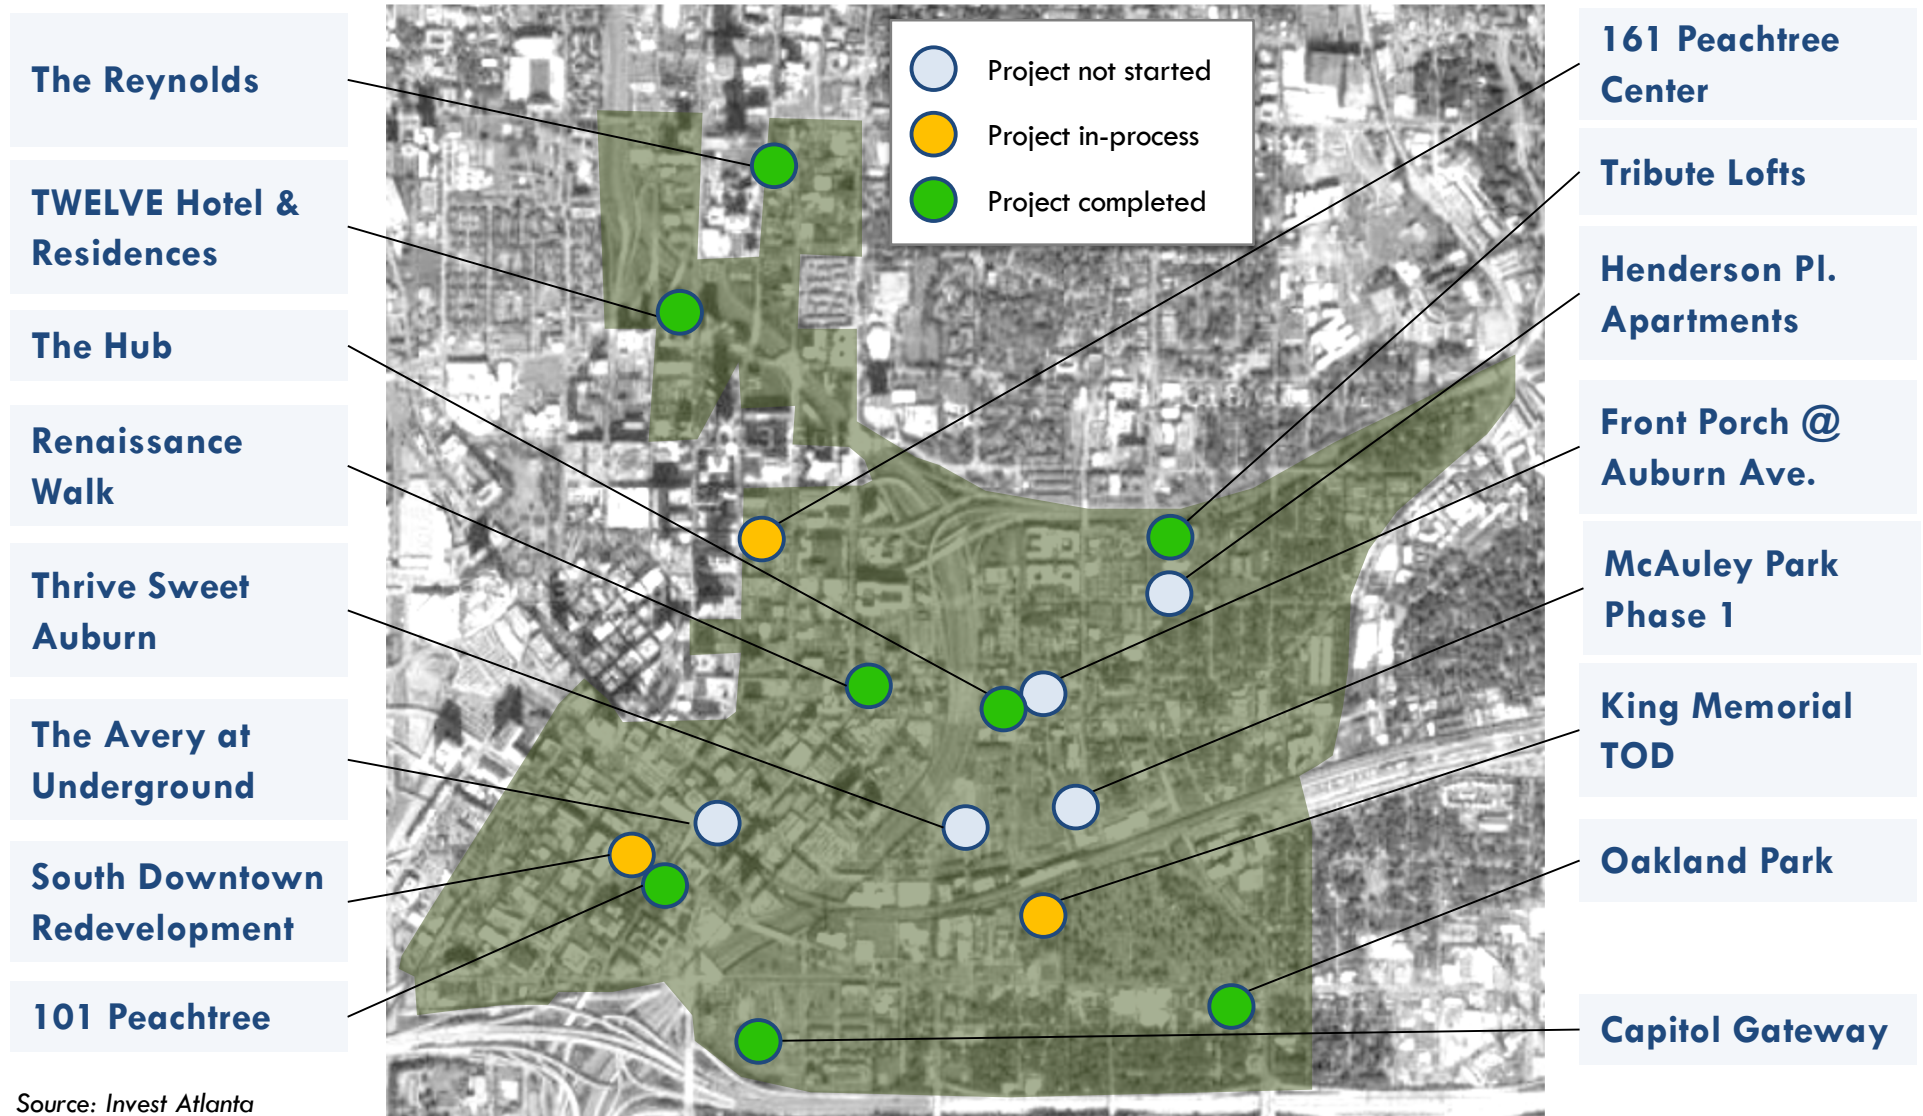 The Reynolds
TWELVE Hotel &
Residences
The Hub
Renaissance
Walk
Thrive Sweet
Auburn
The Avery at
Underground
South Downtown
Redevelopment
101 Peachtree
Source: Invest Atlanta
Project not started
Project in-process
Project completed
161 Peachtree
Center
Tribute Lofts
Henderson Pl.
Apartments
Front Porch @
Auburn Ave.
McAuley Park
Phase 1
King Memorial
TOD
Oakland Park
Capitol Gateway